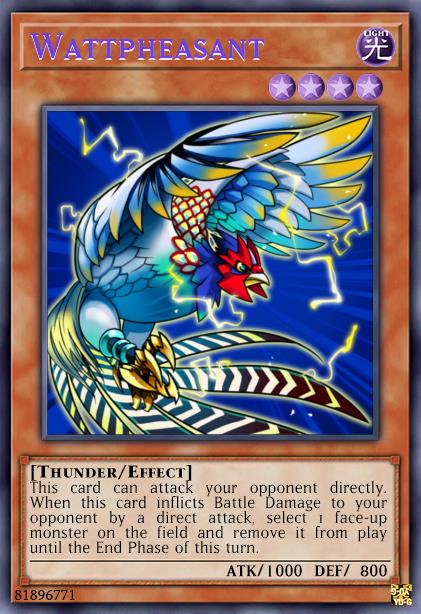 WATTPHEASANT
LIGHT
光
[THUNDER/EFFECT]
This card can attack your opponent directly.
When this card inflicts Battle Damage to your
opponent by a direct attack, select 1 face-up
monster on the field and remove it from play
until the End Phase of this turn.
ATK/1000 DEF/ 800
81896771